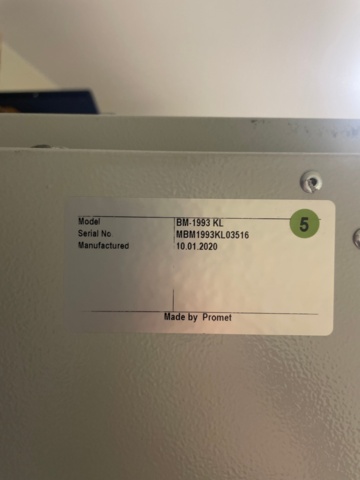 Model BM-1993 KL
5
Serial No. MBM1993KL03516
Manufactured 10.01.2020
Made by Promet